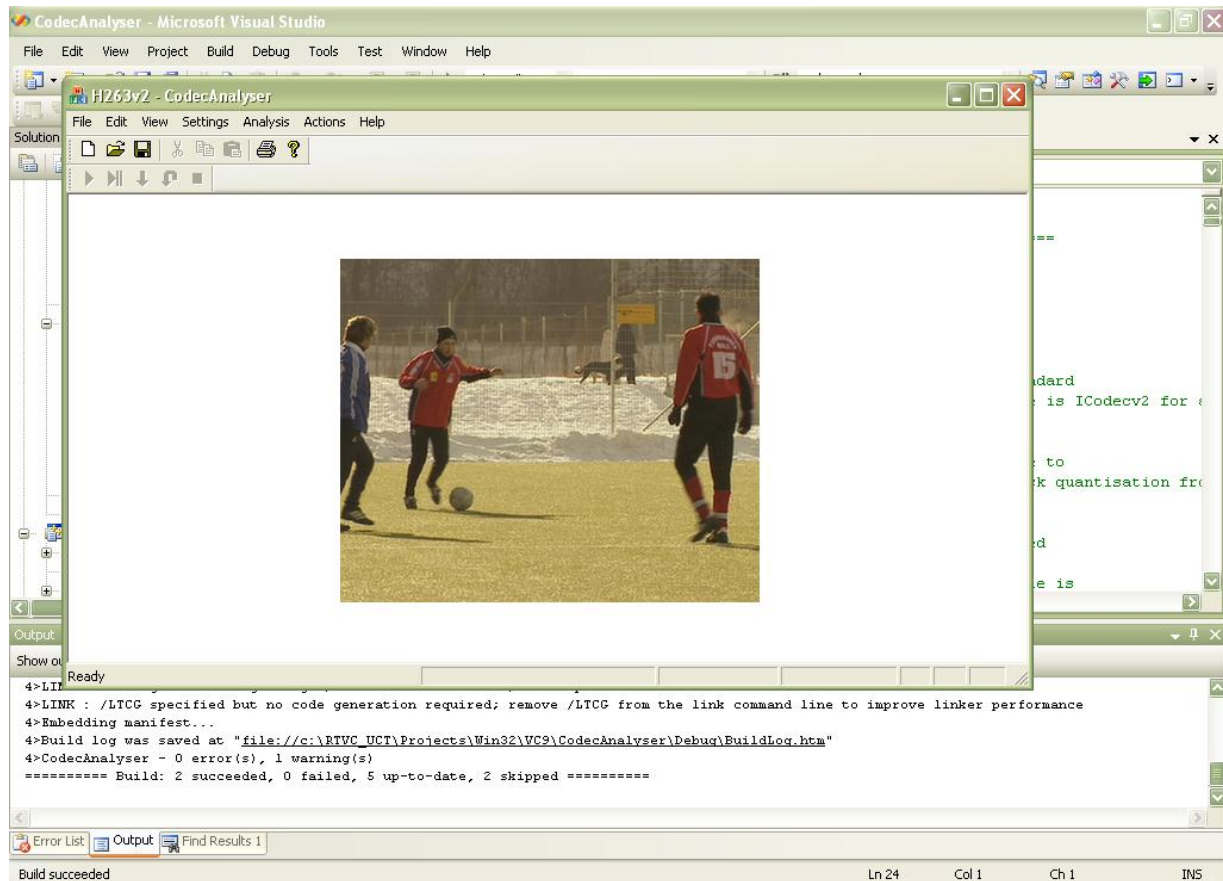 CodecAnalyser - Microsoft Visual Studio
File Edit View Project Build Debug Tools Test Window Help
H263v2 - CodecAnalyser
File Edit View Settings Analysis Actions Help
Solution
===
ndard
is ICodecv2 for
to
k quantisation fro
ed
e is
Ready
Output
Show ou
4>LINK : /LTCG specified but no code generation required; remove /LTCG from the link command line to improve linker performance
4>Embedding manifest...
4>Build log was saved at "file://c:\RTVC_UCT\Projects\Win32\VC9\CodecAnalyser\Debug\BuildLog.htm"
4>CodecAnalyser - 0 error(s), 1 warning(s)
========== Build: 2 succeeded, 0 failed, 5 up-to-date, 2 skipped ==========
Error List Output Find Results 1
Build succeeded Ln 24 Col 1 Ch 1 INS